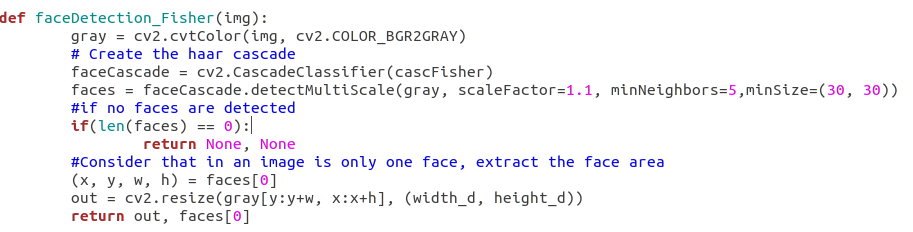 def faceDetection_Fisher(img):
        gray = cv2.cvtColor(img, cv2.COLOR_BGR2GRAY)
        # Create the haar cascade
        faceCascade = cv2.CascadeClassifier(cascFisher)
        faces = faceCascade.detectMultiScale(gray, scaleFactor=1.1, minNeighbors=5,minSize=(30, 30))
        #if no faces are detected
        if(len(faces) == 0):
                return None, None
        #Consider that in an image is only one face, extract the face area
        (x, y, w, h) = faces[0]
        out = cv2.resize(gray[y:y+w, x:x+h], (width_d, height_d))
        return out, faces[0]